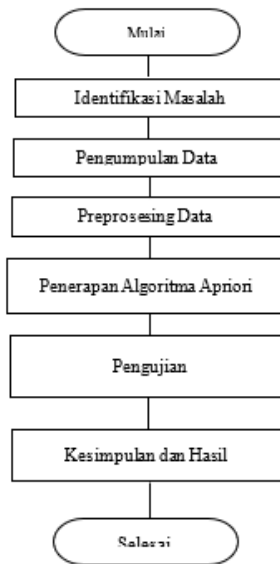 Mulai
Identifikasi Masalah
Pengumpulan Data
Preprosesing Data
Penerapan Algoritma Apriori
Pengujian
Kesimpulan dan Hasil
Selesai